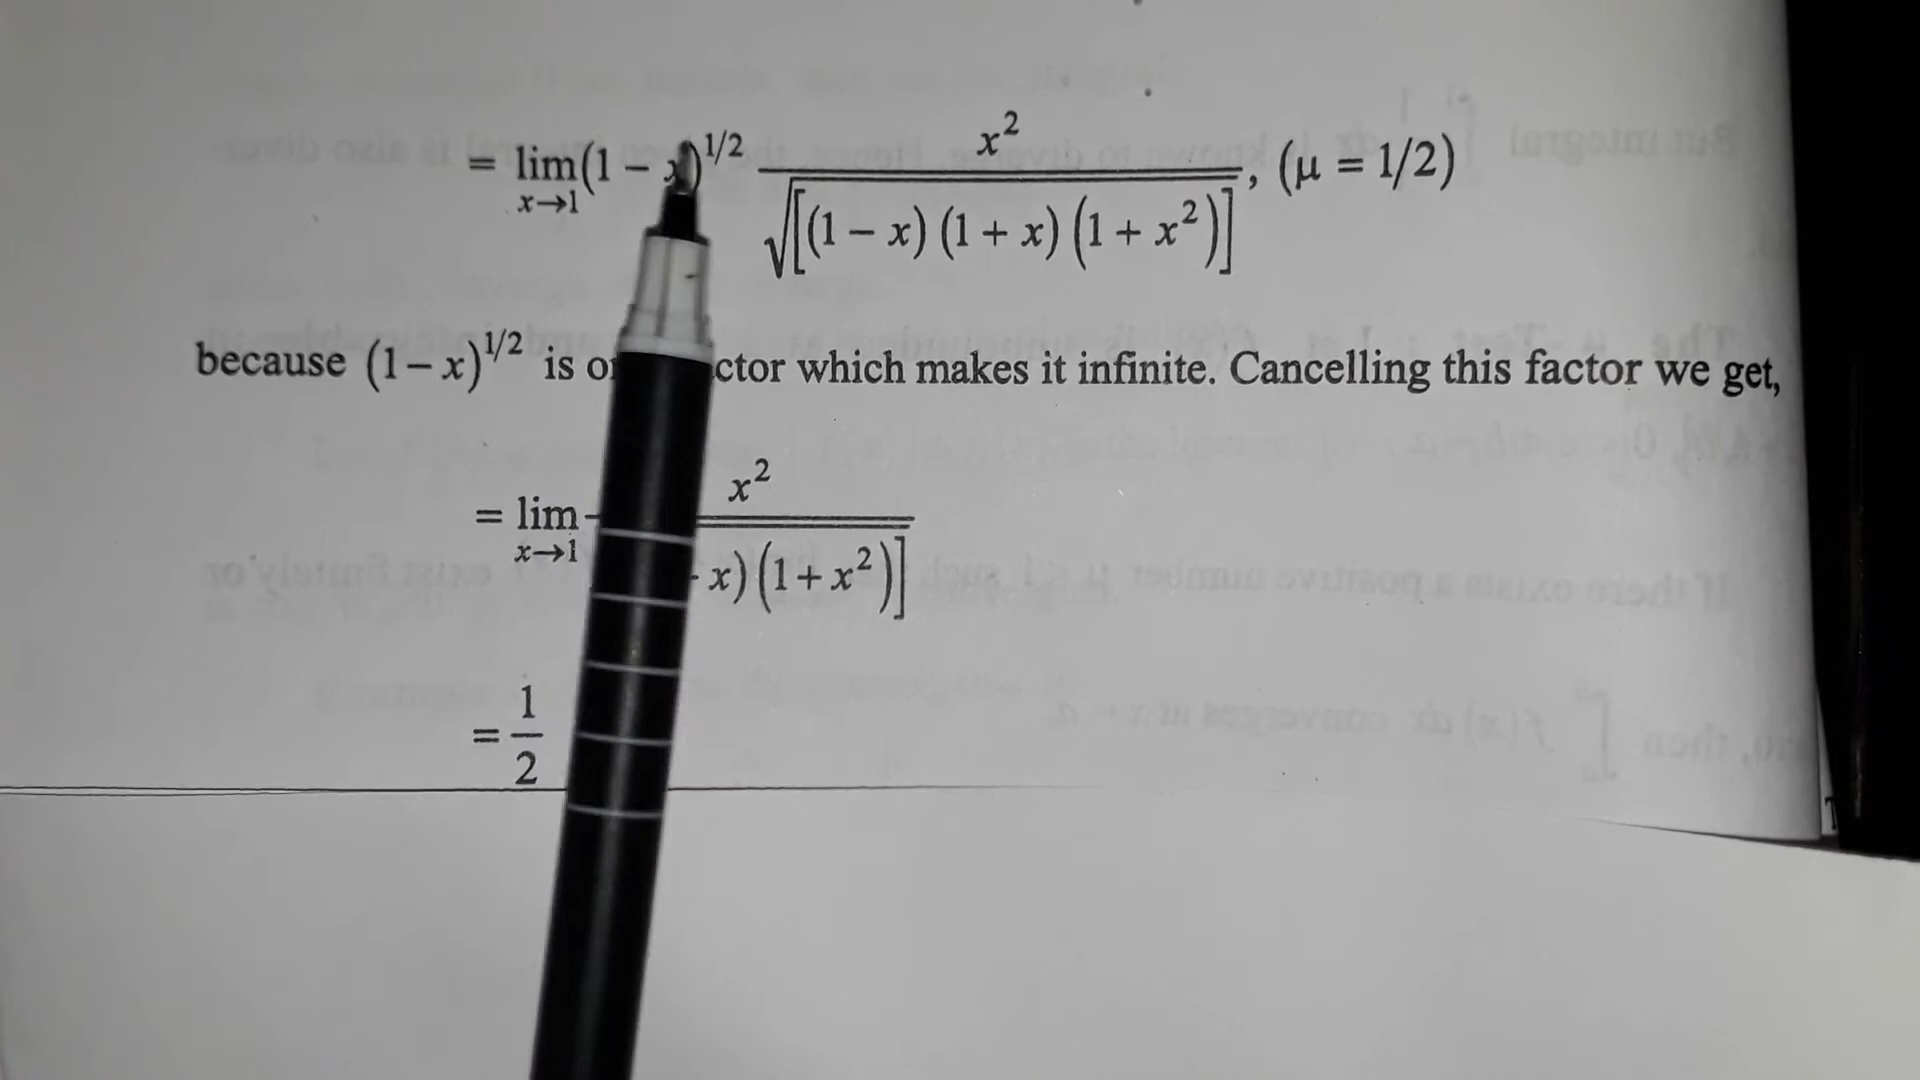 = lim(1 − x)^1/2 x² / √[(1 − x) (1 + x) (1 + x²)], (μ = 1/2)
x→1
because (1 − x)^1/2 is factor which makes it infinite. Cancelling this factor we get,
= lim x² / x) (1 + x²)]
x→1
= 1/2